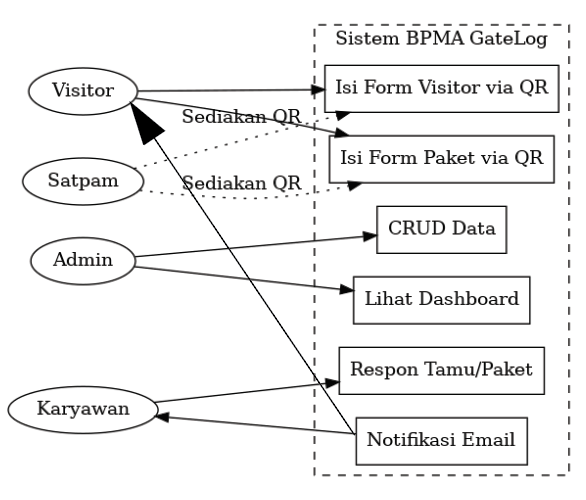 Sistem BPMA GateLog
Visitor
Isi Form Visitor via QR
Sediakan QR
Isi Form Paket via QR
Satpam
Sediakan QR
CRUD Data
Admin
Lihat Dashboard
Respon Tamu/Paket
Karyawan
Notifikasi Email